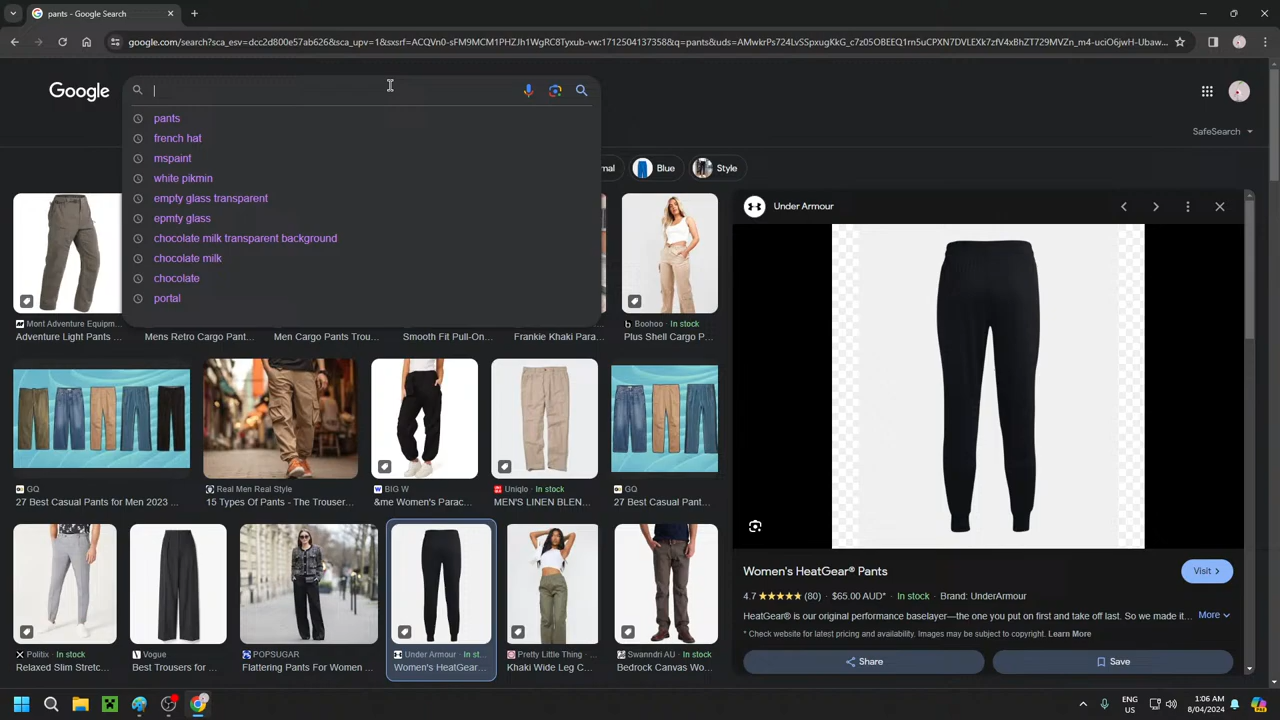 pants - Google Search
google.com/search?sca_esv=dcc2d800e57ab626&sca_upv=1&sxsrf=ACQVn0-sFM9MCM1PHZJh1WgRC8Tyxub-vw:1712504137358&q=pants&uds=AMwkrPs724LvSSpxugKkG_c7z05OBEEQ1rn5uCPXN7DVLEXk7zfV4xBhZT729MVZn_m4-uciO6jwH-Ubaw...
Google
SafeSearch
pants
french hat
mspaint
white pikmin
empty glass transparent
epmty glass
chocolate milk transparent background
chocolate milk
chocolate
portal
mal
Blue
Style
Under Armour
Mont Adventure Equipm...
Boohoo · In stock
Adventure Light Pants ...
Mens Retro Cargo Pant...
Men Cargo Pants Trou...
Smooth Fit Pull-On...
Frankie Khaki Para...
Plus Shell Cargo P...
GQ
Real Men Real Style
BIG W
Uniqlo · In stock
GQ
27 Best Casual Pants for Men 2023 ...
15 Types Of Pants - The Trouser...
&me Women's Parac...
MEN'S LINEN BLEN...
27 Best Casual Pant...
Politix · In stock
Vogue
POPSUGAR
Under Armour · In st...
Pretty Little Thing · ...
Swanndri AU · In stock
Relaxed Slim Stretc...
Best Trousers for ...
Flattering Pants For Women ...
Women's HeatGear...
Khaki Wide Leg C...
Bedrock Canvas Wo...
Women's HeatGear® Pants
Visit
4.7 ★★★★★ (80) · $65.00 AUD* · In stock · Brand: UnderArmour
HeatGear® is our original performance baselayer—the one you put on first and take off last. So we made it... More
* Check website for latest pricing and availability. Images may be subject to copyright. Learn More
Share
Save
ENG
US
1:06 AM
8/04/2024